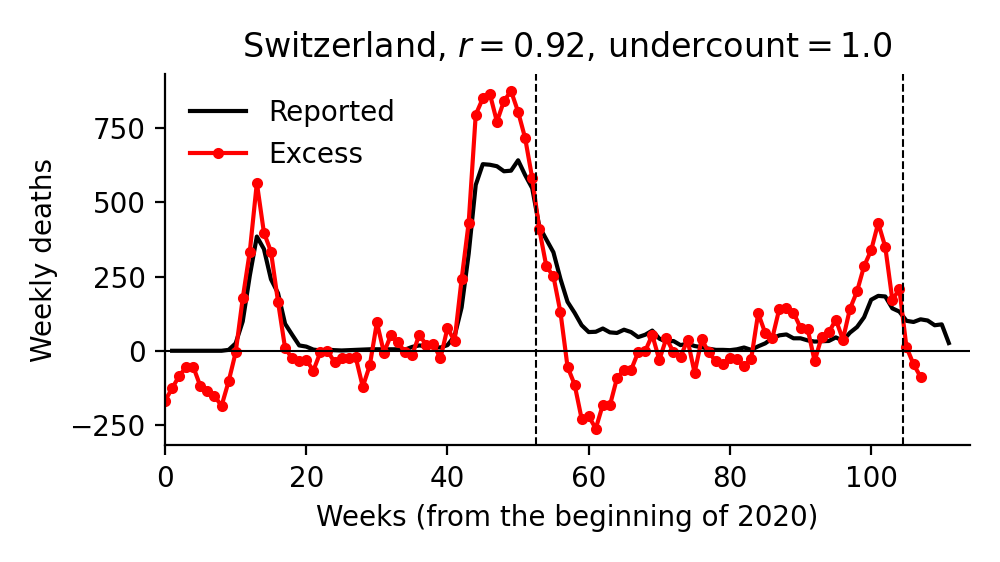 Switzerland, r = 0.92, undercount = 1.0
Reported
Excess
Weekly deaths
750
500
250
0
−250
0 20 40 60 80 100
Weeks (from the beginning of 2020)